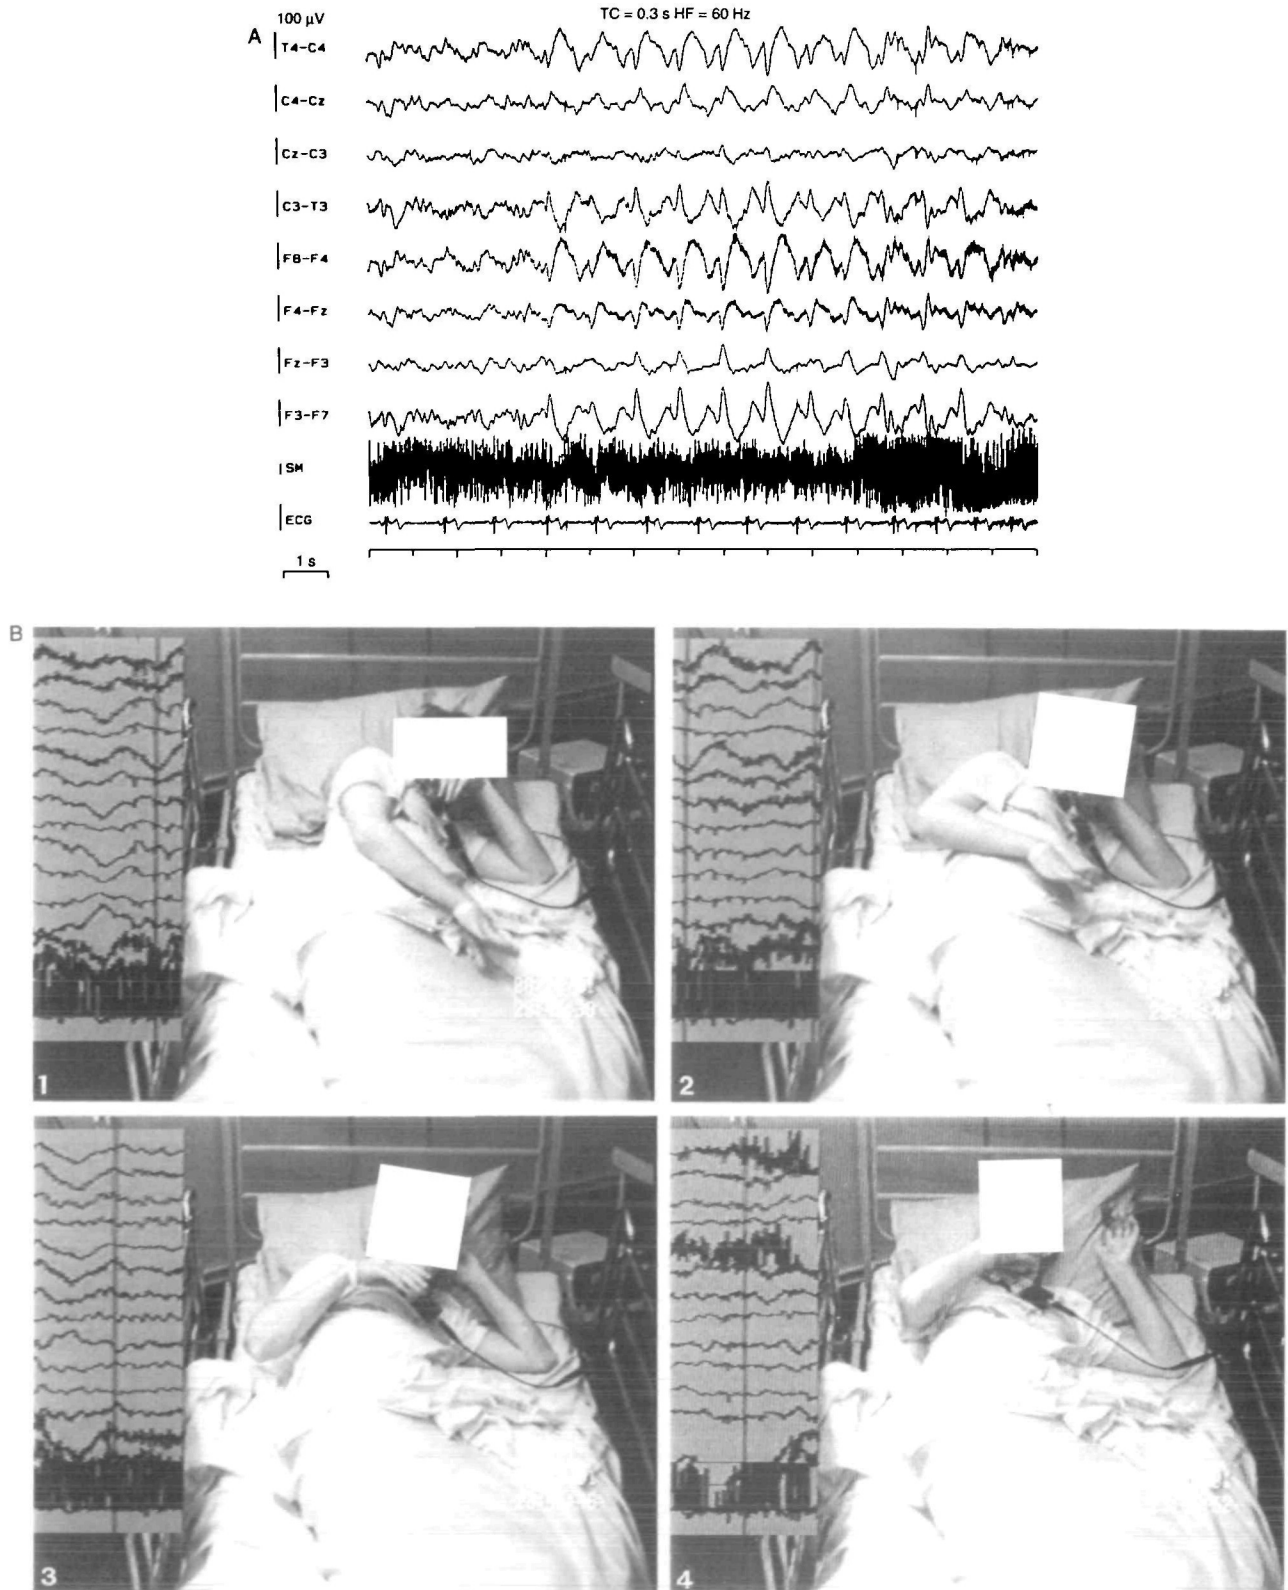 100 μV
TC = 0.3 s HF = 60 Hz
A
T4-C4
C4-Cz
Cz-C3
C3-T3
F8-F4
F4-Fz
Fz-F3
F3-F7
SM
ECG
1 s
B
1
2
3
4